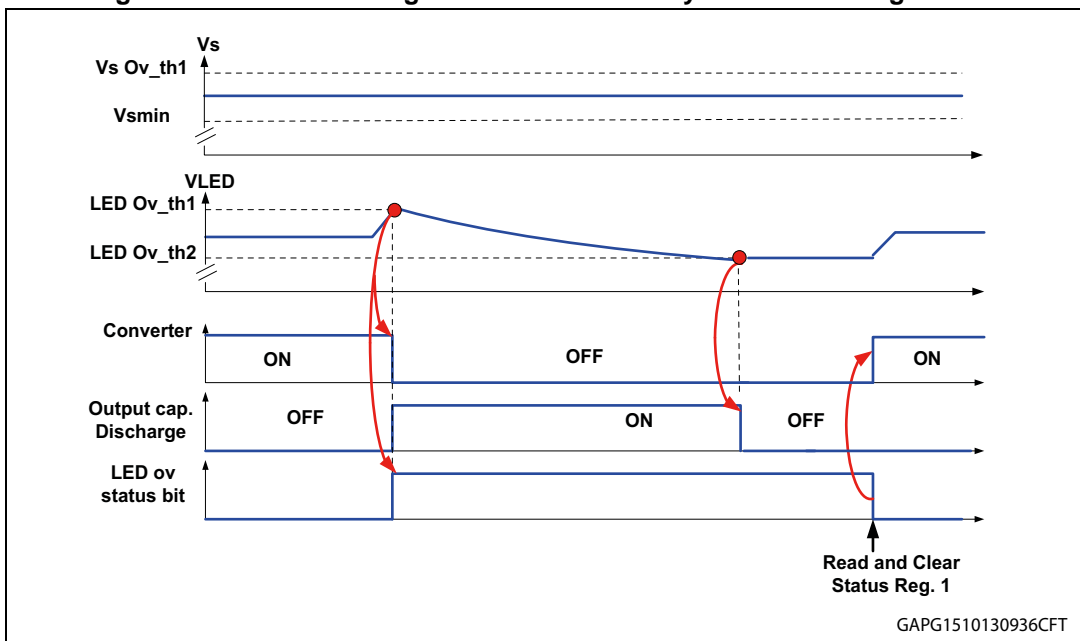 Vs
Vs Ov_th1
Vsmin
VLED
LED Ov_th1
LED Ov_th2
Converter
ON
OFF
ON
Output cap.
Discharge
OFF
ON
OFF
LED ov
status bit
Read and Clear
Status Reg. 1
GAPG1510130936CFT